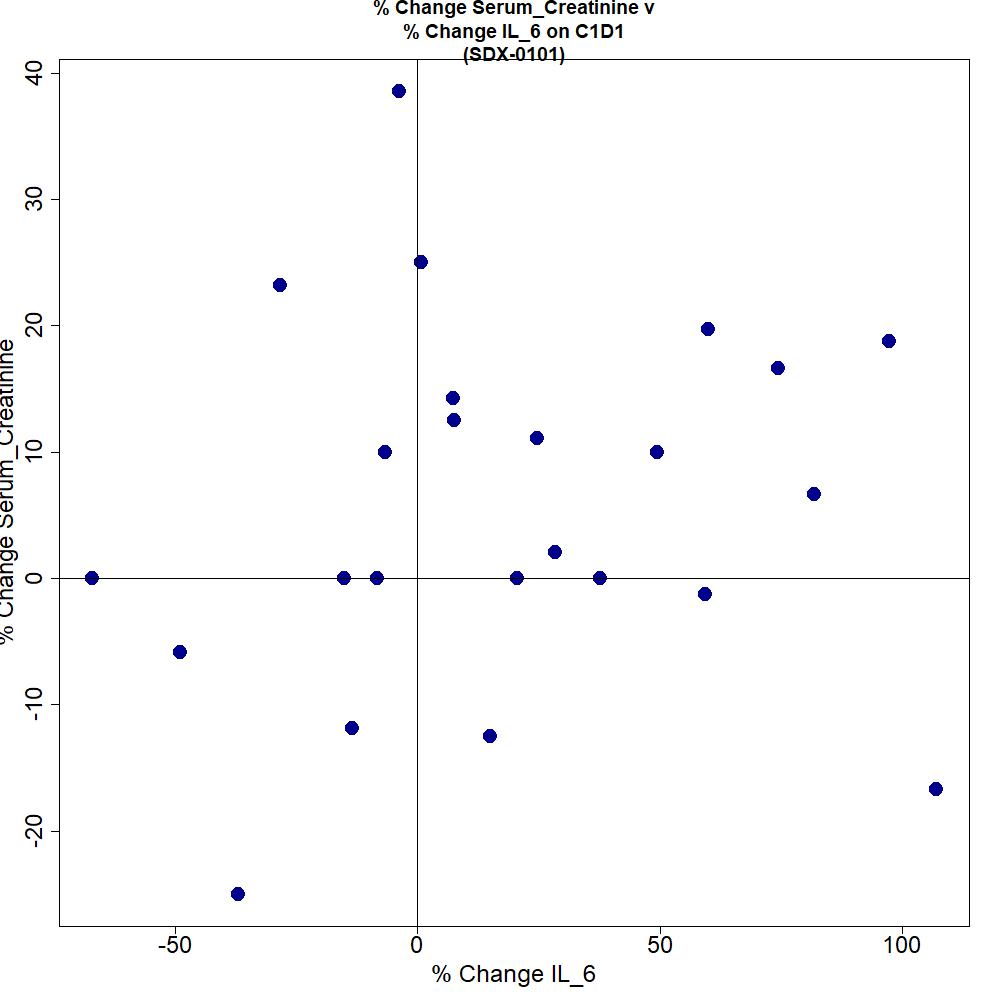 % Change Serum_Creatinine v
% Change IL_6 on C1D1
(SDX-0101)
40
30
20
10
0
-10
-20
% Change Serum_Creatinine
-50
0
50
100
% Change IL_6